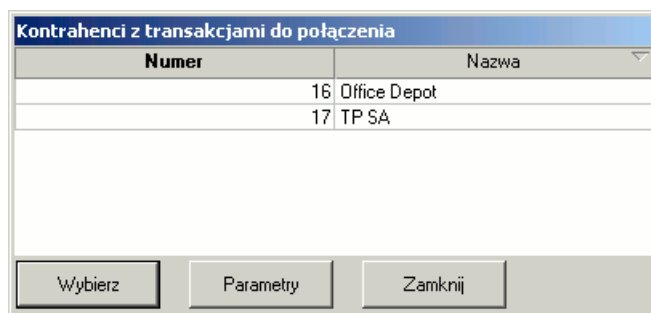 Kontrahenci z transakcjami do połączenia
Numer Nazwa
16 Office Depot
17 TP SA
Wybierz Parametry Zamknij